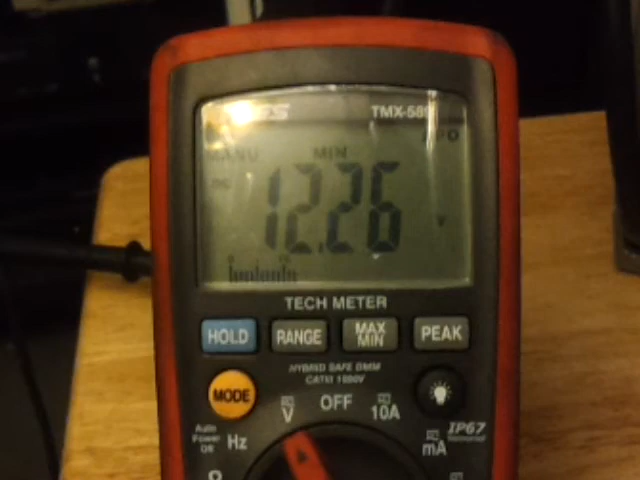 TMX-589
MANU MIN
12.26
V
TECH METER
HOLD RANGE MAX MIN PEAK
HYBRID SAFE DMM
CATIII 1000V
MODE
V OFF 10A
Auto
Power
Off
Hz
mA
IP67
Ω